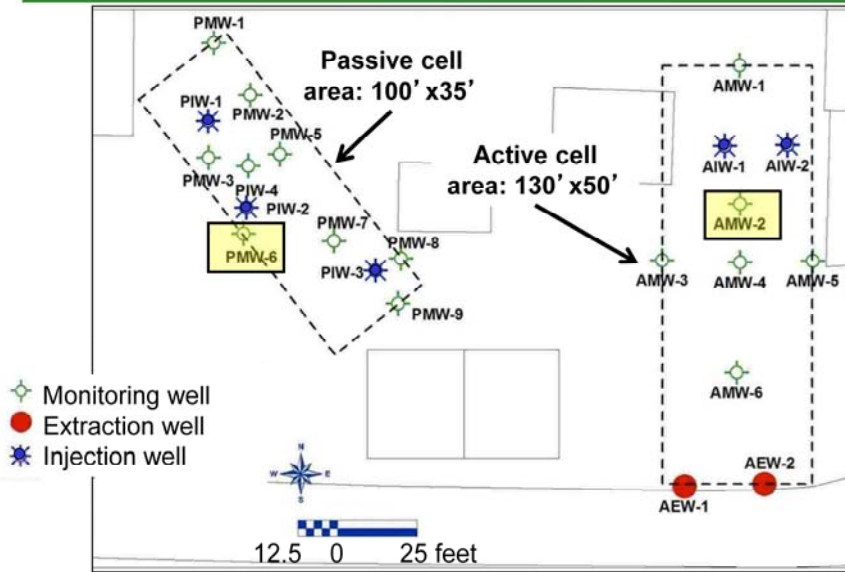 PMW-1
Passive cell
area: 100’ x35’
AMW-1
PIW-1
PMW-2
PMW-5
Active cell
area: 130’ x50’
AIW-1
AIW-2
PMW-3
PIW-4
PIW-2
AMW-2
PMW-7
PMW-6
PMW-8
PIW-3
AMW-3
AMW-4
AMW-5
PMW-9
Monitoring well
Extraction well
Injection well
AMW-6
N
W
E
S
AEW-2
AEW-1
12.5 0 25 feet